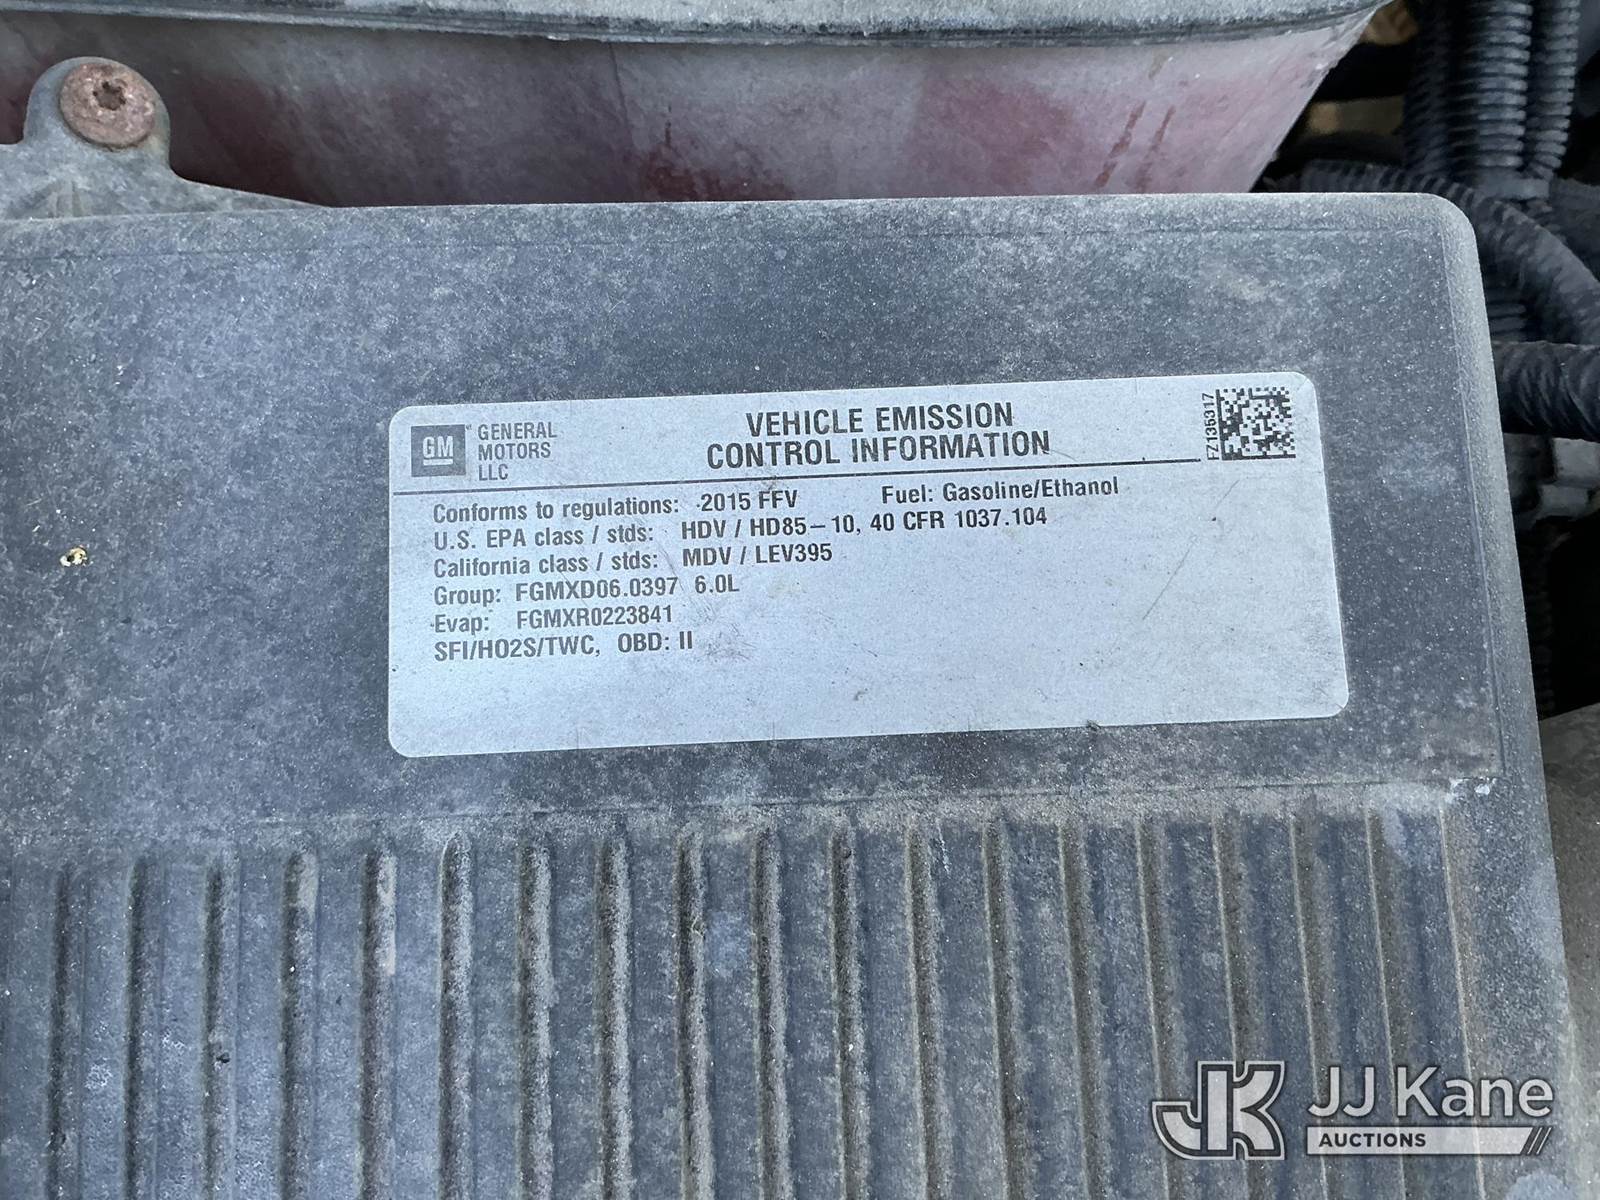 GM
GENERAL
MOTORS
LLC
VEHICLE EMISSION
CONTROL INFORMATION
FZ135317
Conforms to regulations: 2015 FFV Fuel: Gasoline/Ethanol
U.S. EPA class / stds: HDV / HD85-10, 40 CFR 1037.104
California class / stds: MDV / LEV395
Group: FGMXD06.0397 6.0L
Evap: FGMXR0223841
SFI/HO2S/TWC, OBD: II
JK JJ Kane
AUCTIONS